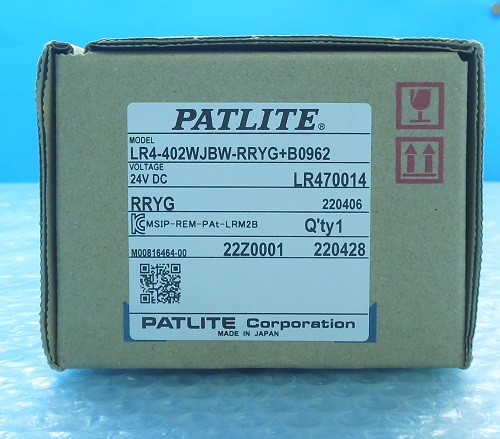 PATLITE®
MODEL
LR4-402WJBW-RRYG+B0962
VOLTAGE
24V DC LR470014
RRYG 220406
MSIP-REM-PAt-LRM2B Q'ty1
M00816464-00 22Z0001 220428
PATLITE Corporation
MADE IN JAPAN